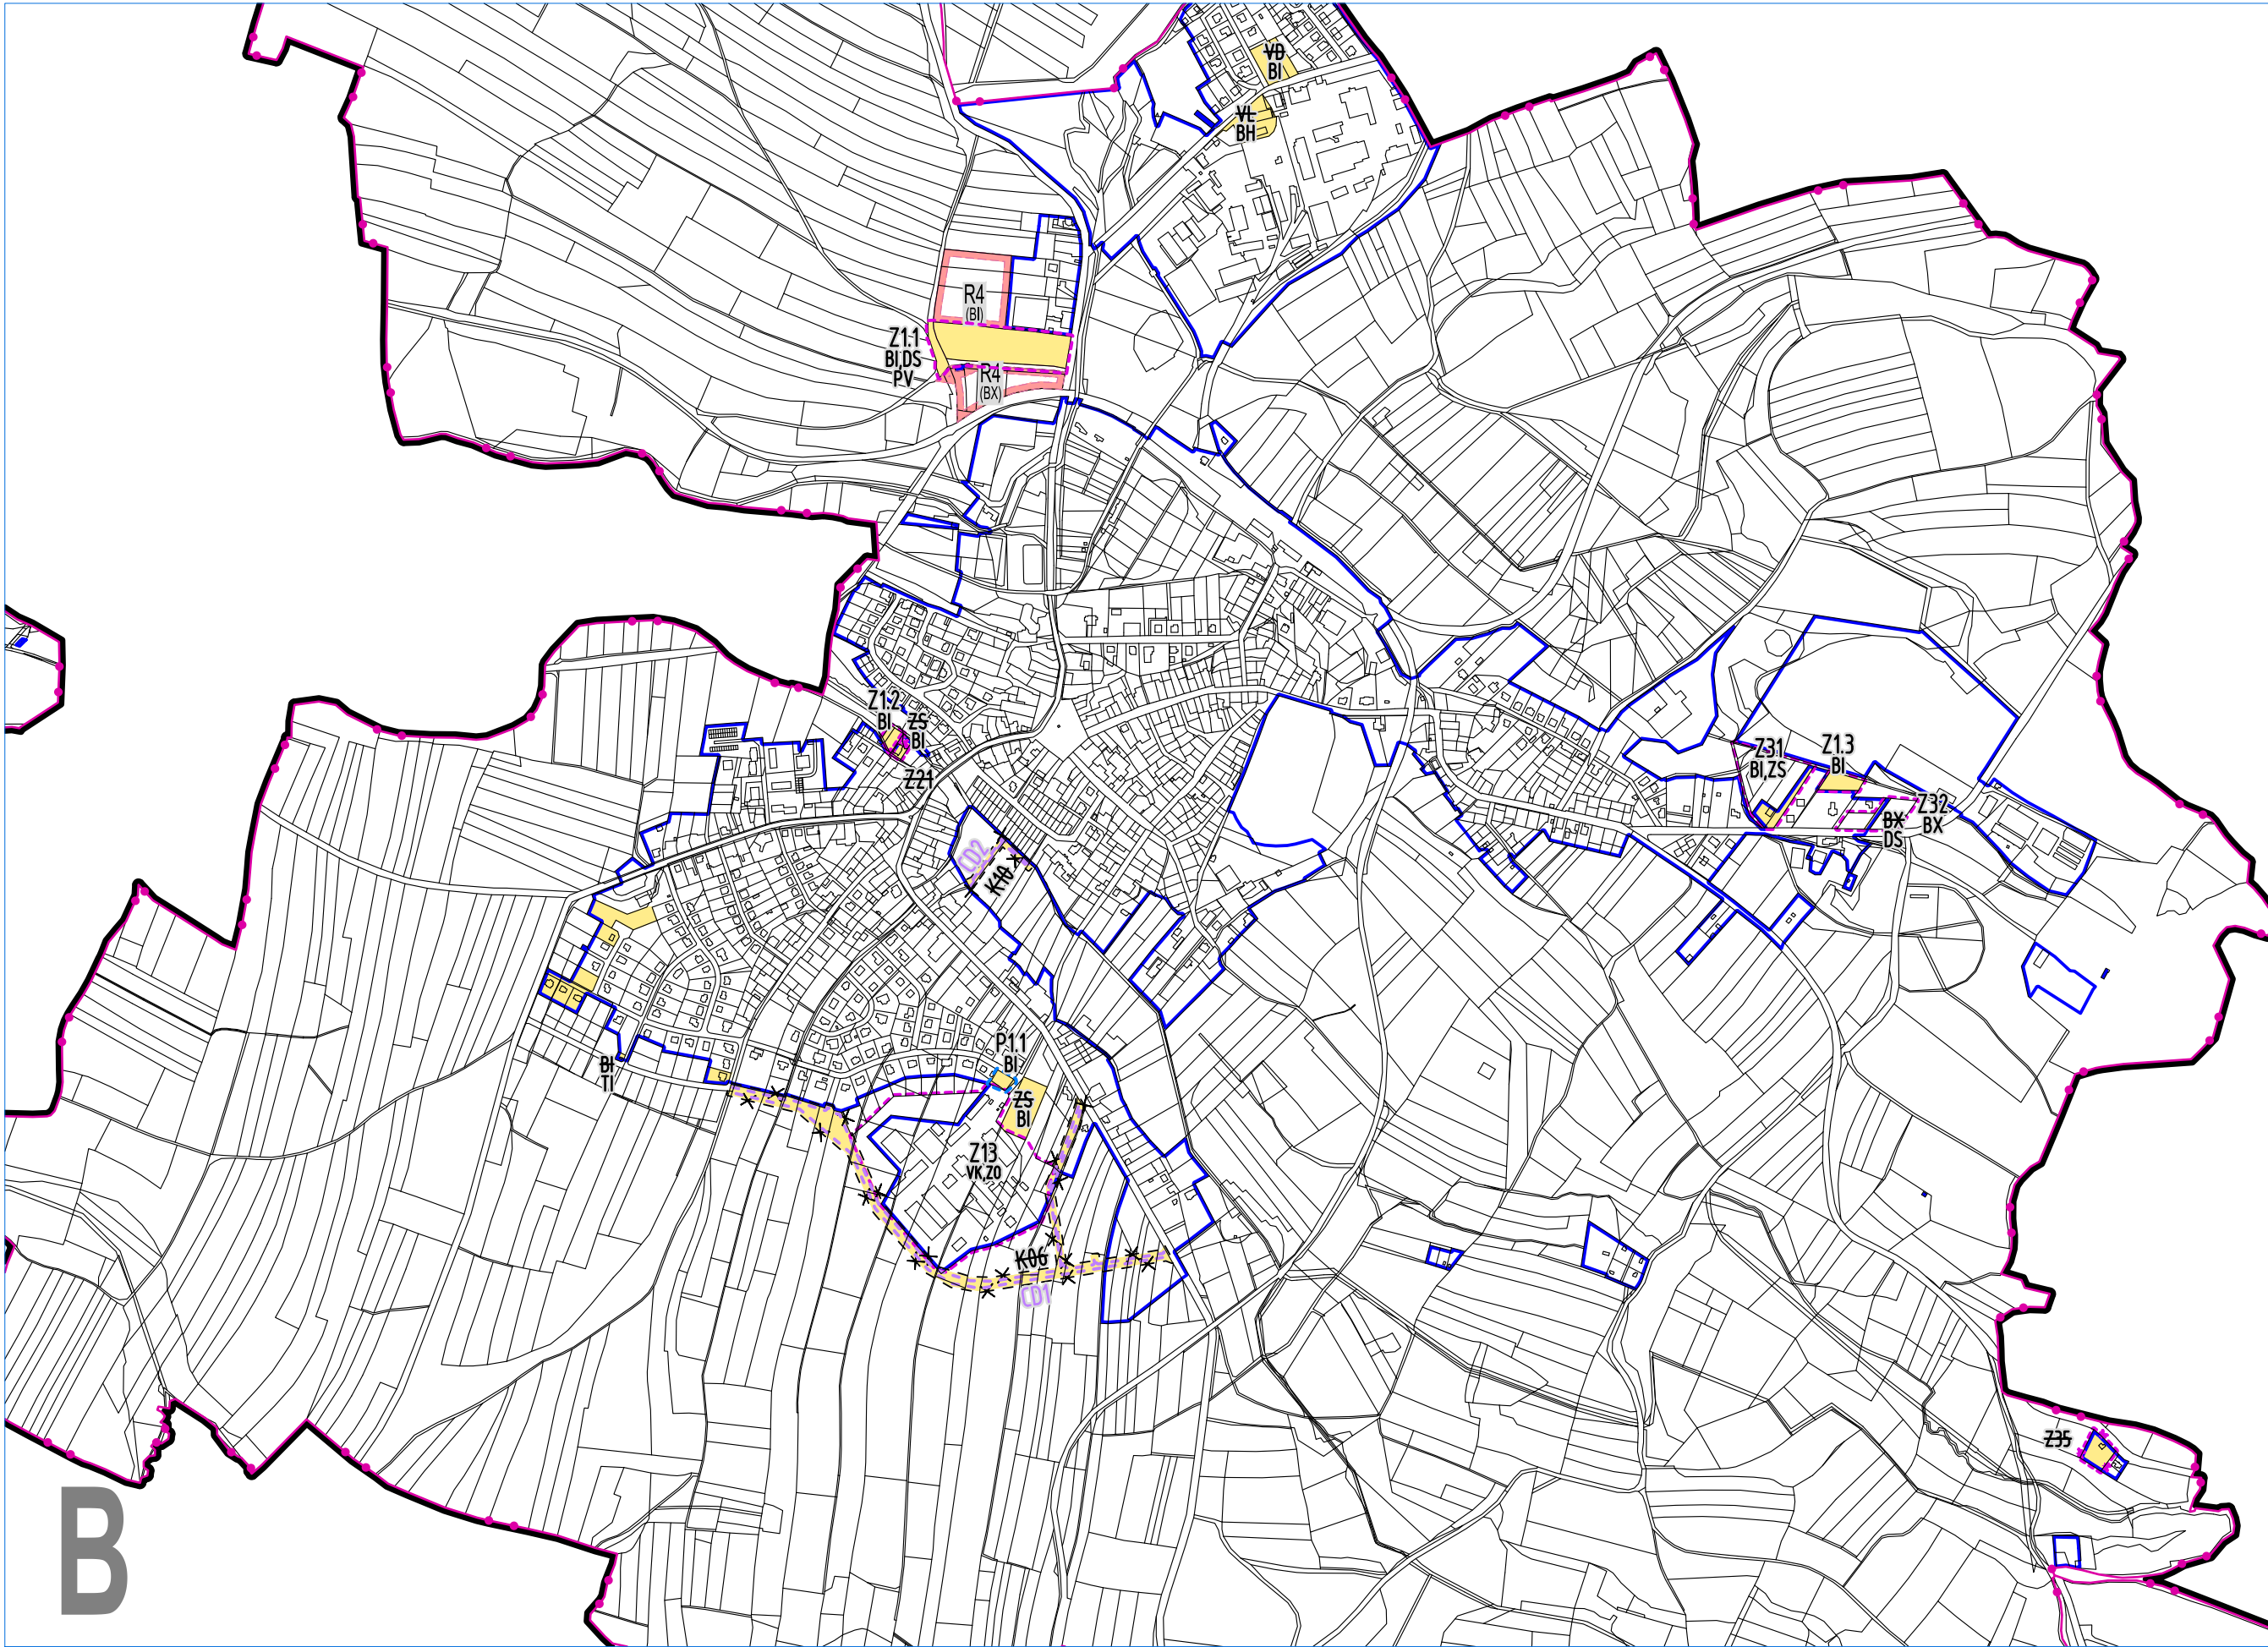 VD
BI
VL
BH
R4
(BI)
Z1.1
BI,DS
PV
R4
(BX)
Z1.2
BI
ZS
BI
Z21
Z31
BI,ZS
Z1.3
BI
Z32
BX
BX
DS
CD2
K10
P1.1
BI
BI
TI
ZS
BI
Z13
VK,ZO
K06
CD1
Z35
B